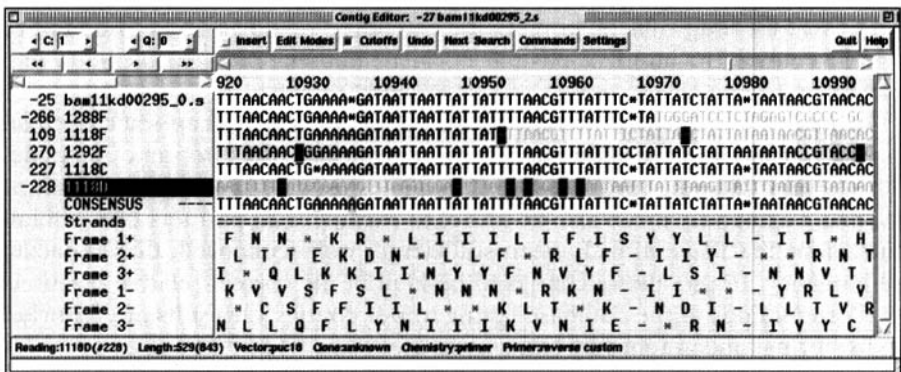 Contig Editor: -27 bam11kd00295_2.s
C: 1 Q: 0 Insert Edit Modes Cutoffs Undo Next Search Commands Settings Quit Help
<< < > >>
920 10930 10940 10950 10960 10970 10980 10990
-25 bam11kd00295_0.s TTTAACAACTGAAAA*GATAATTAATTATTATTTTAACGTTTATTTC*TATTATCTATTA*TAATAACGTAACAC
-266 1288F TTTAACAACTGAAAA*GATAATTAATTATTATTTTAACGTTTATTTC*TA
109 1118F TTTAACAACTGAAAAAGATAATTAATTATTAT
270 1292F TTTAACAAC GGAAAAGATAATTAATTATTATTTTAACGTTTATTTCCTATTATCTATTAATAATAACCGTACC
227 1118C TTTAACAACTG*AAAAGATAATTAATTATTATTTTAACGTTTATTTC*TATTATCTATTA*TAATAACGTAACAC
-228 1118D
CONSENSUS ---- TTTAACAACTGAAAAAGATAATTAATTATTATTTTAACGTTTATTTC*TATTATCTATTA*TAATAACGTAACAC
Strands
Frame 1+ F N N * K R * L I I I L T F I S Y Y L L - I T * H
Frame 2+ L T T E K D N * L L F * R L F - I I Y - * * R N T
Frame 3+ I * Q L K K I I N Y Y F N V Y F - L S I - N N V T
Frame 1- K V V S F S L * N N N * R K N - I I * - Y R L V
Frame 2- * C S F F I I L * * K L T * K * N D I - L L T V R
Frame 3- N L L Q F L Y N I I I K V N I E - * R N - I V Y C
Reading:1118D(#228) Length:529(843) Vector:puc18 Clone:unknown Chemistry:primer Primer:reverse custom